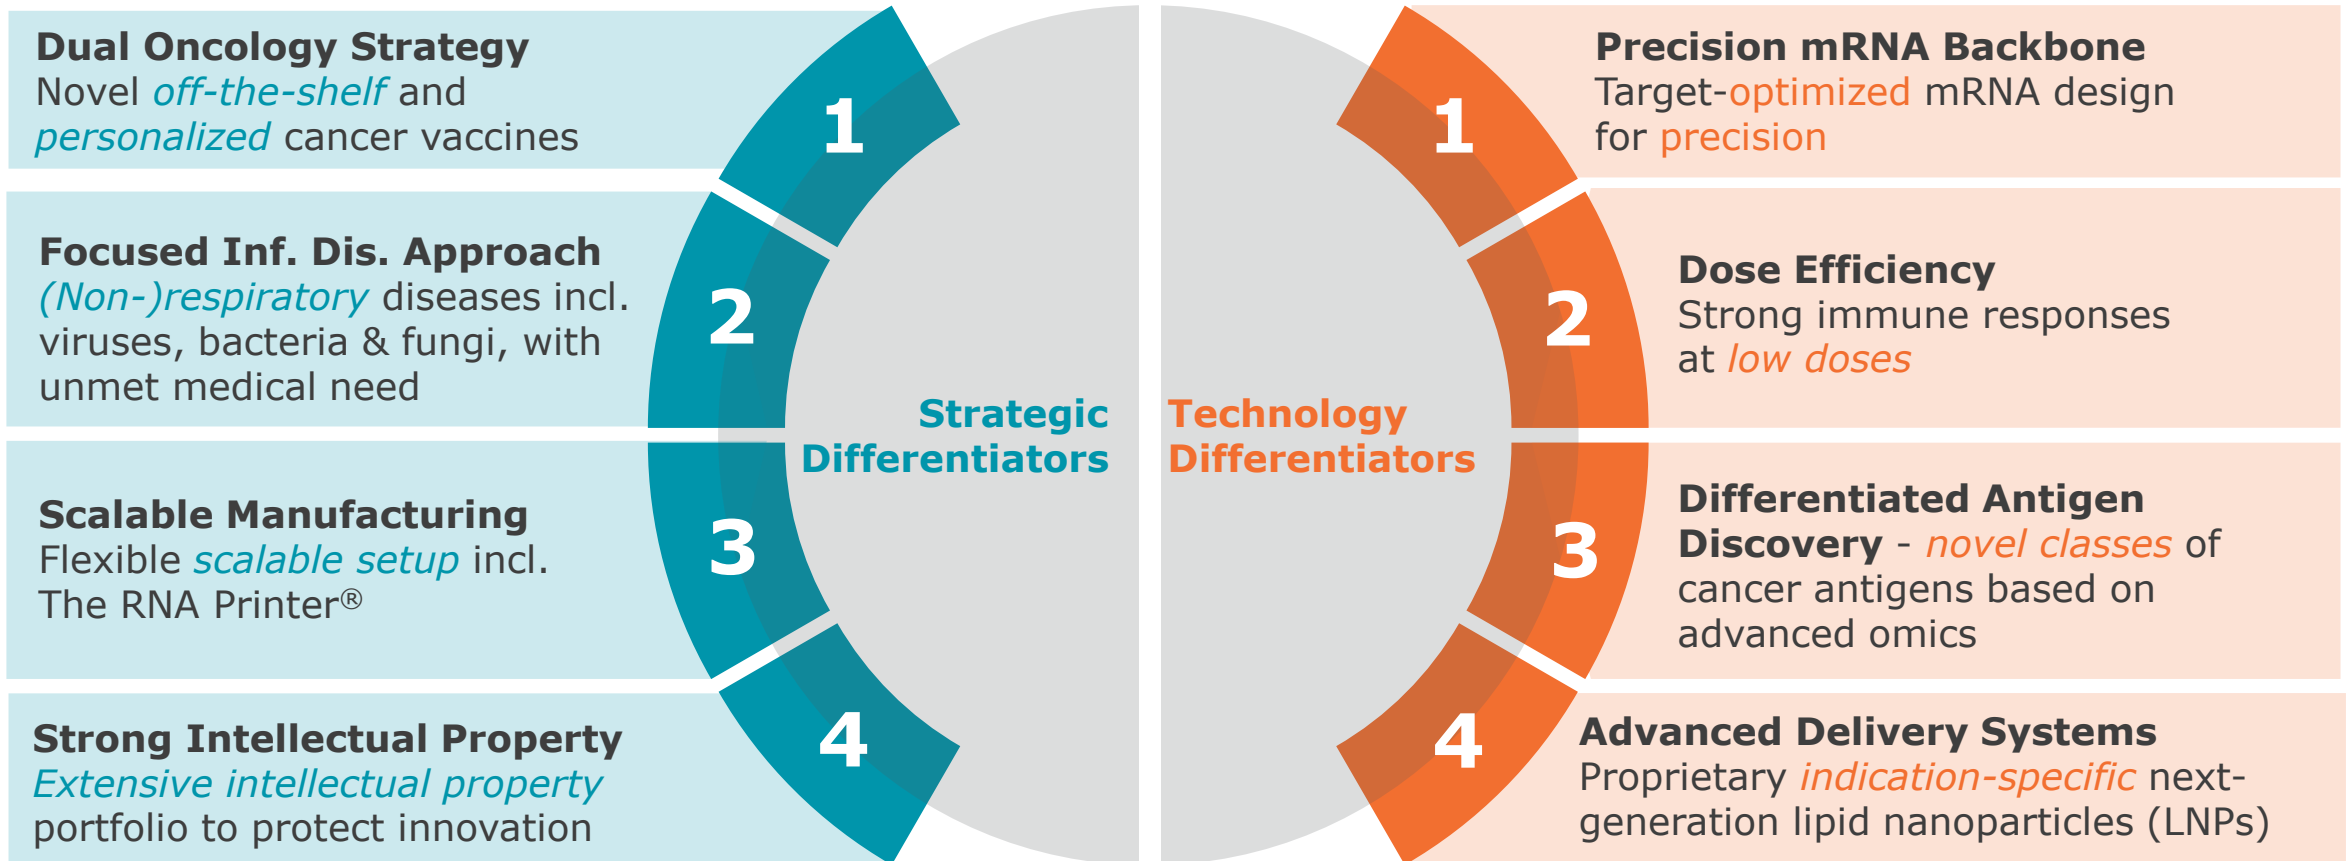 Dual Oncology Strategy
Novel off-the-shelf and
personalized cancer vaccines
1
Focused Inf. Dis. Approach
(Non-)respiratory diseases incl.
viruses, bacteria & fungi, with
unmet medical need
2
Scalable Manufacturing
Flexible scalable setup incl.
The RNA Printer®
3
Strong Intellectual Property
Extensive intellectual property
portfolio to protect innovation
4
Strategic
Differentiators
Technology
Differentiators
1
Precision mRNA Backbone
Target-optimized mRNA design
for precision
2
Dose Efficiency
Strong immune responses
at low doses
3
Differentiated Antigen
Discovery - novel classes of
cancer antigens based on
advanced omics
4
Advanced Delivery Systems
Proprietary indication-specific next-
generation lipid nanoparticles (LNPs)